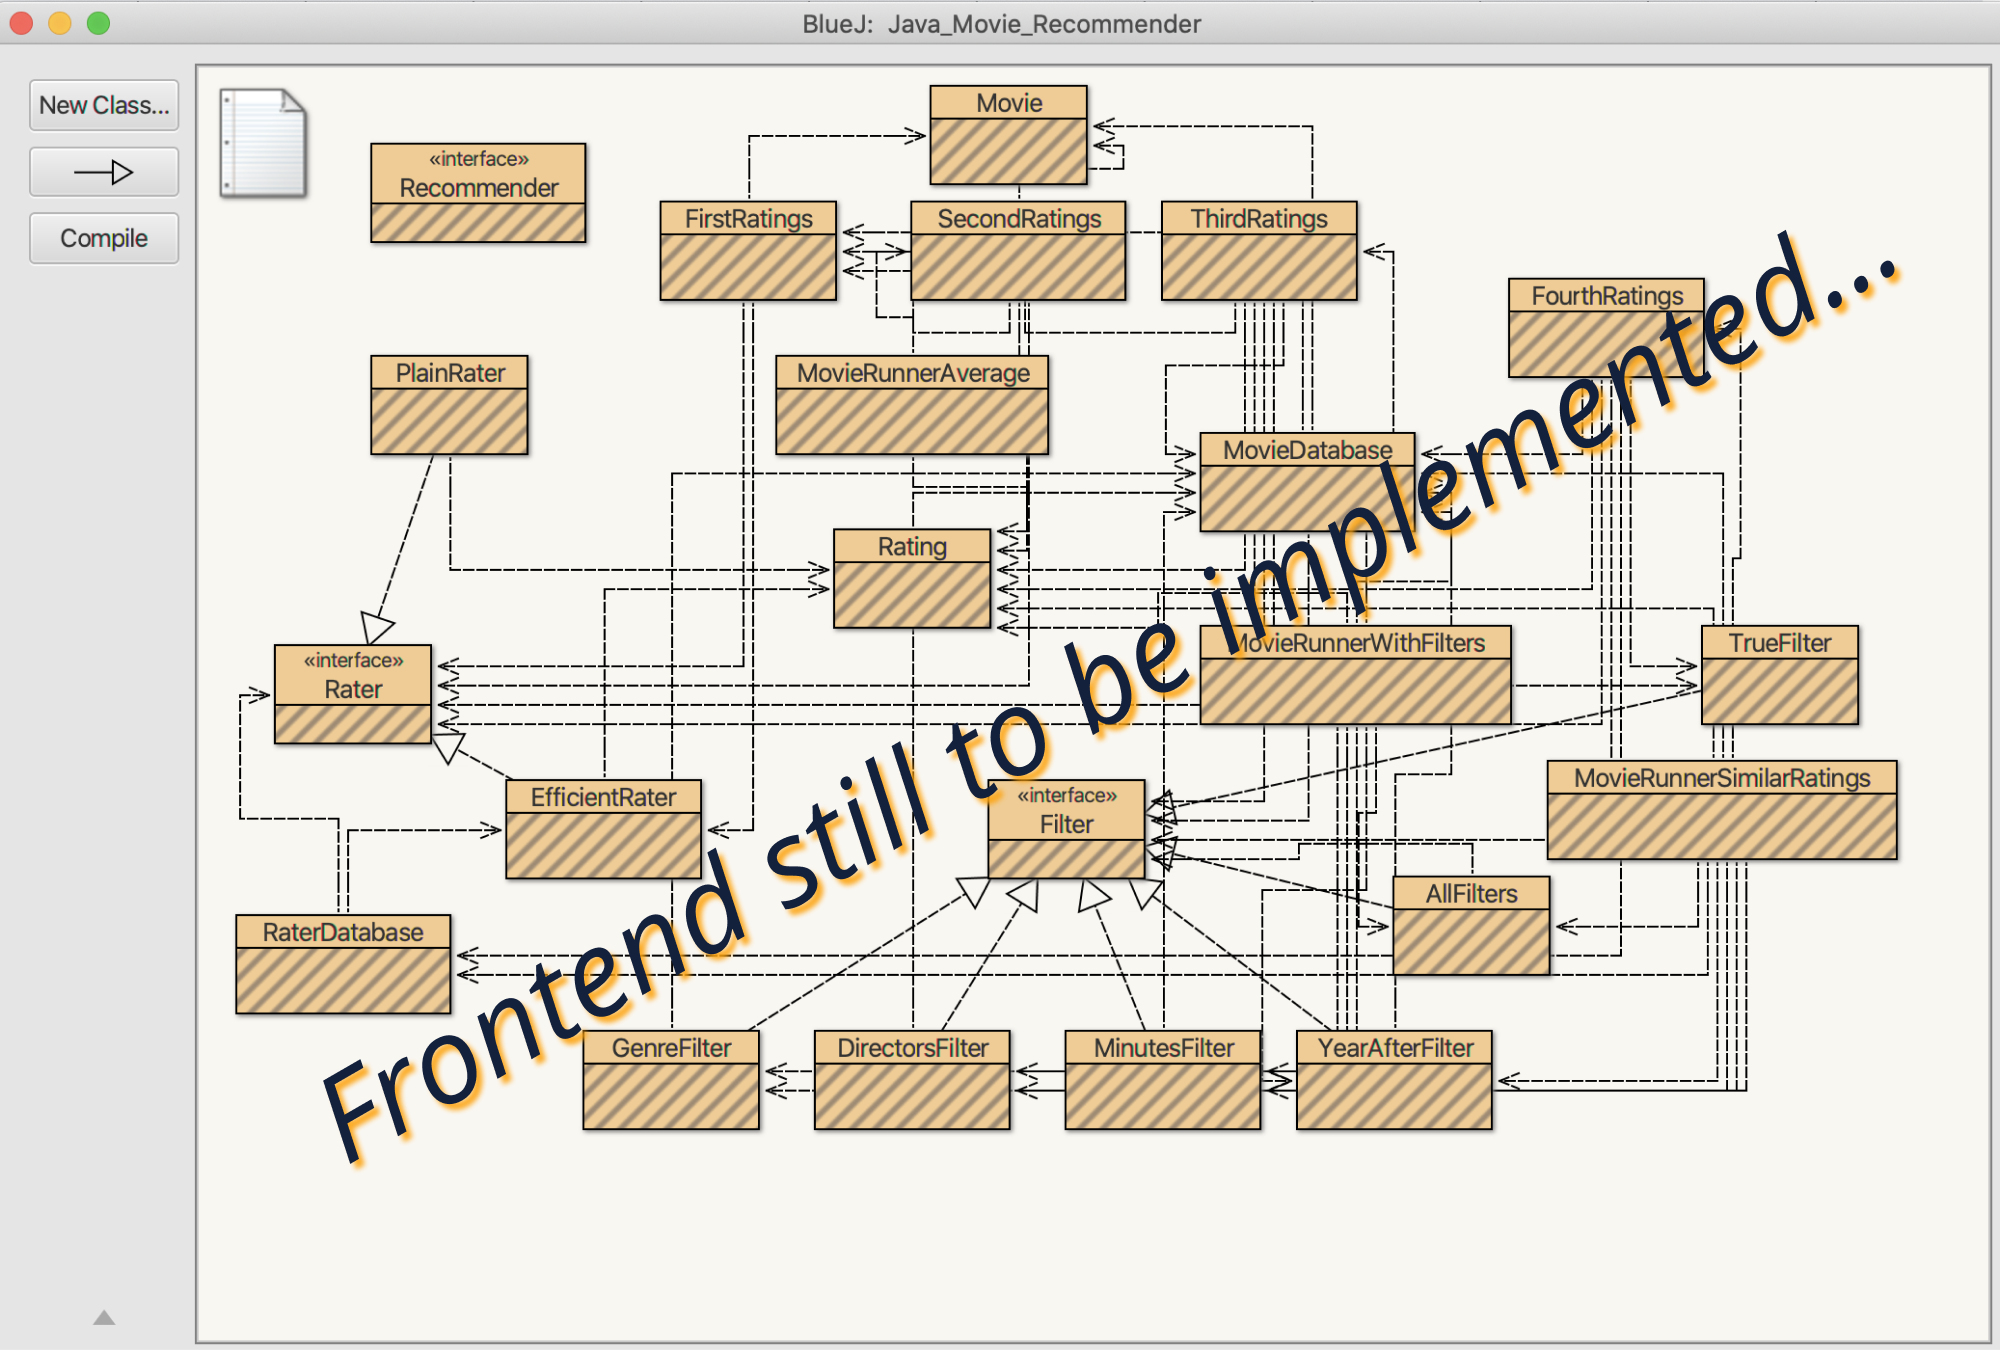 BlueJ:  Java_Movie_Recommender
New Class...
Compile
Movie
«interface»
Recommender
FirstRatings
SecondRatings
ThirdRatings
FourthRatings
PlainRater
MovieRunnerAverage
MovieDatabase
Rating
«interface»
Rater
MovieRunnerWithFilters
TrueFilter
EfficientRater
«interface»
Filter
MovieRunnerSimilarRatings
AllFilters
RaterDatabase
GenreFilter
DirectorsFilter
MinutesFilter
YearAfterFilter
Frontend still to be implemented...